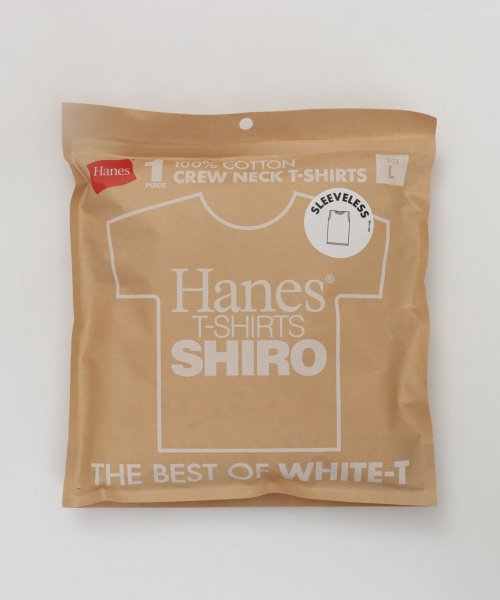 Hanes
1
PIECE
100% COTTON
CREW NECK T-SHIRTS
SIZE
L
SLEEVELESS
Hanes®
T-SHIRTS
SHIRO
THE BEST OF WHITE-T